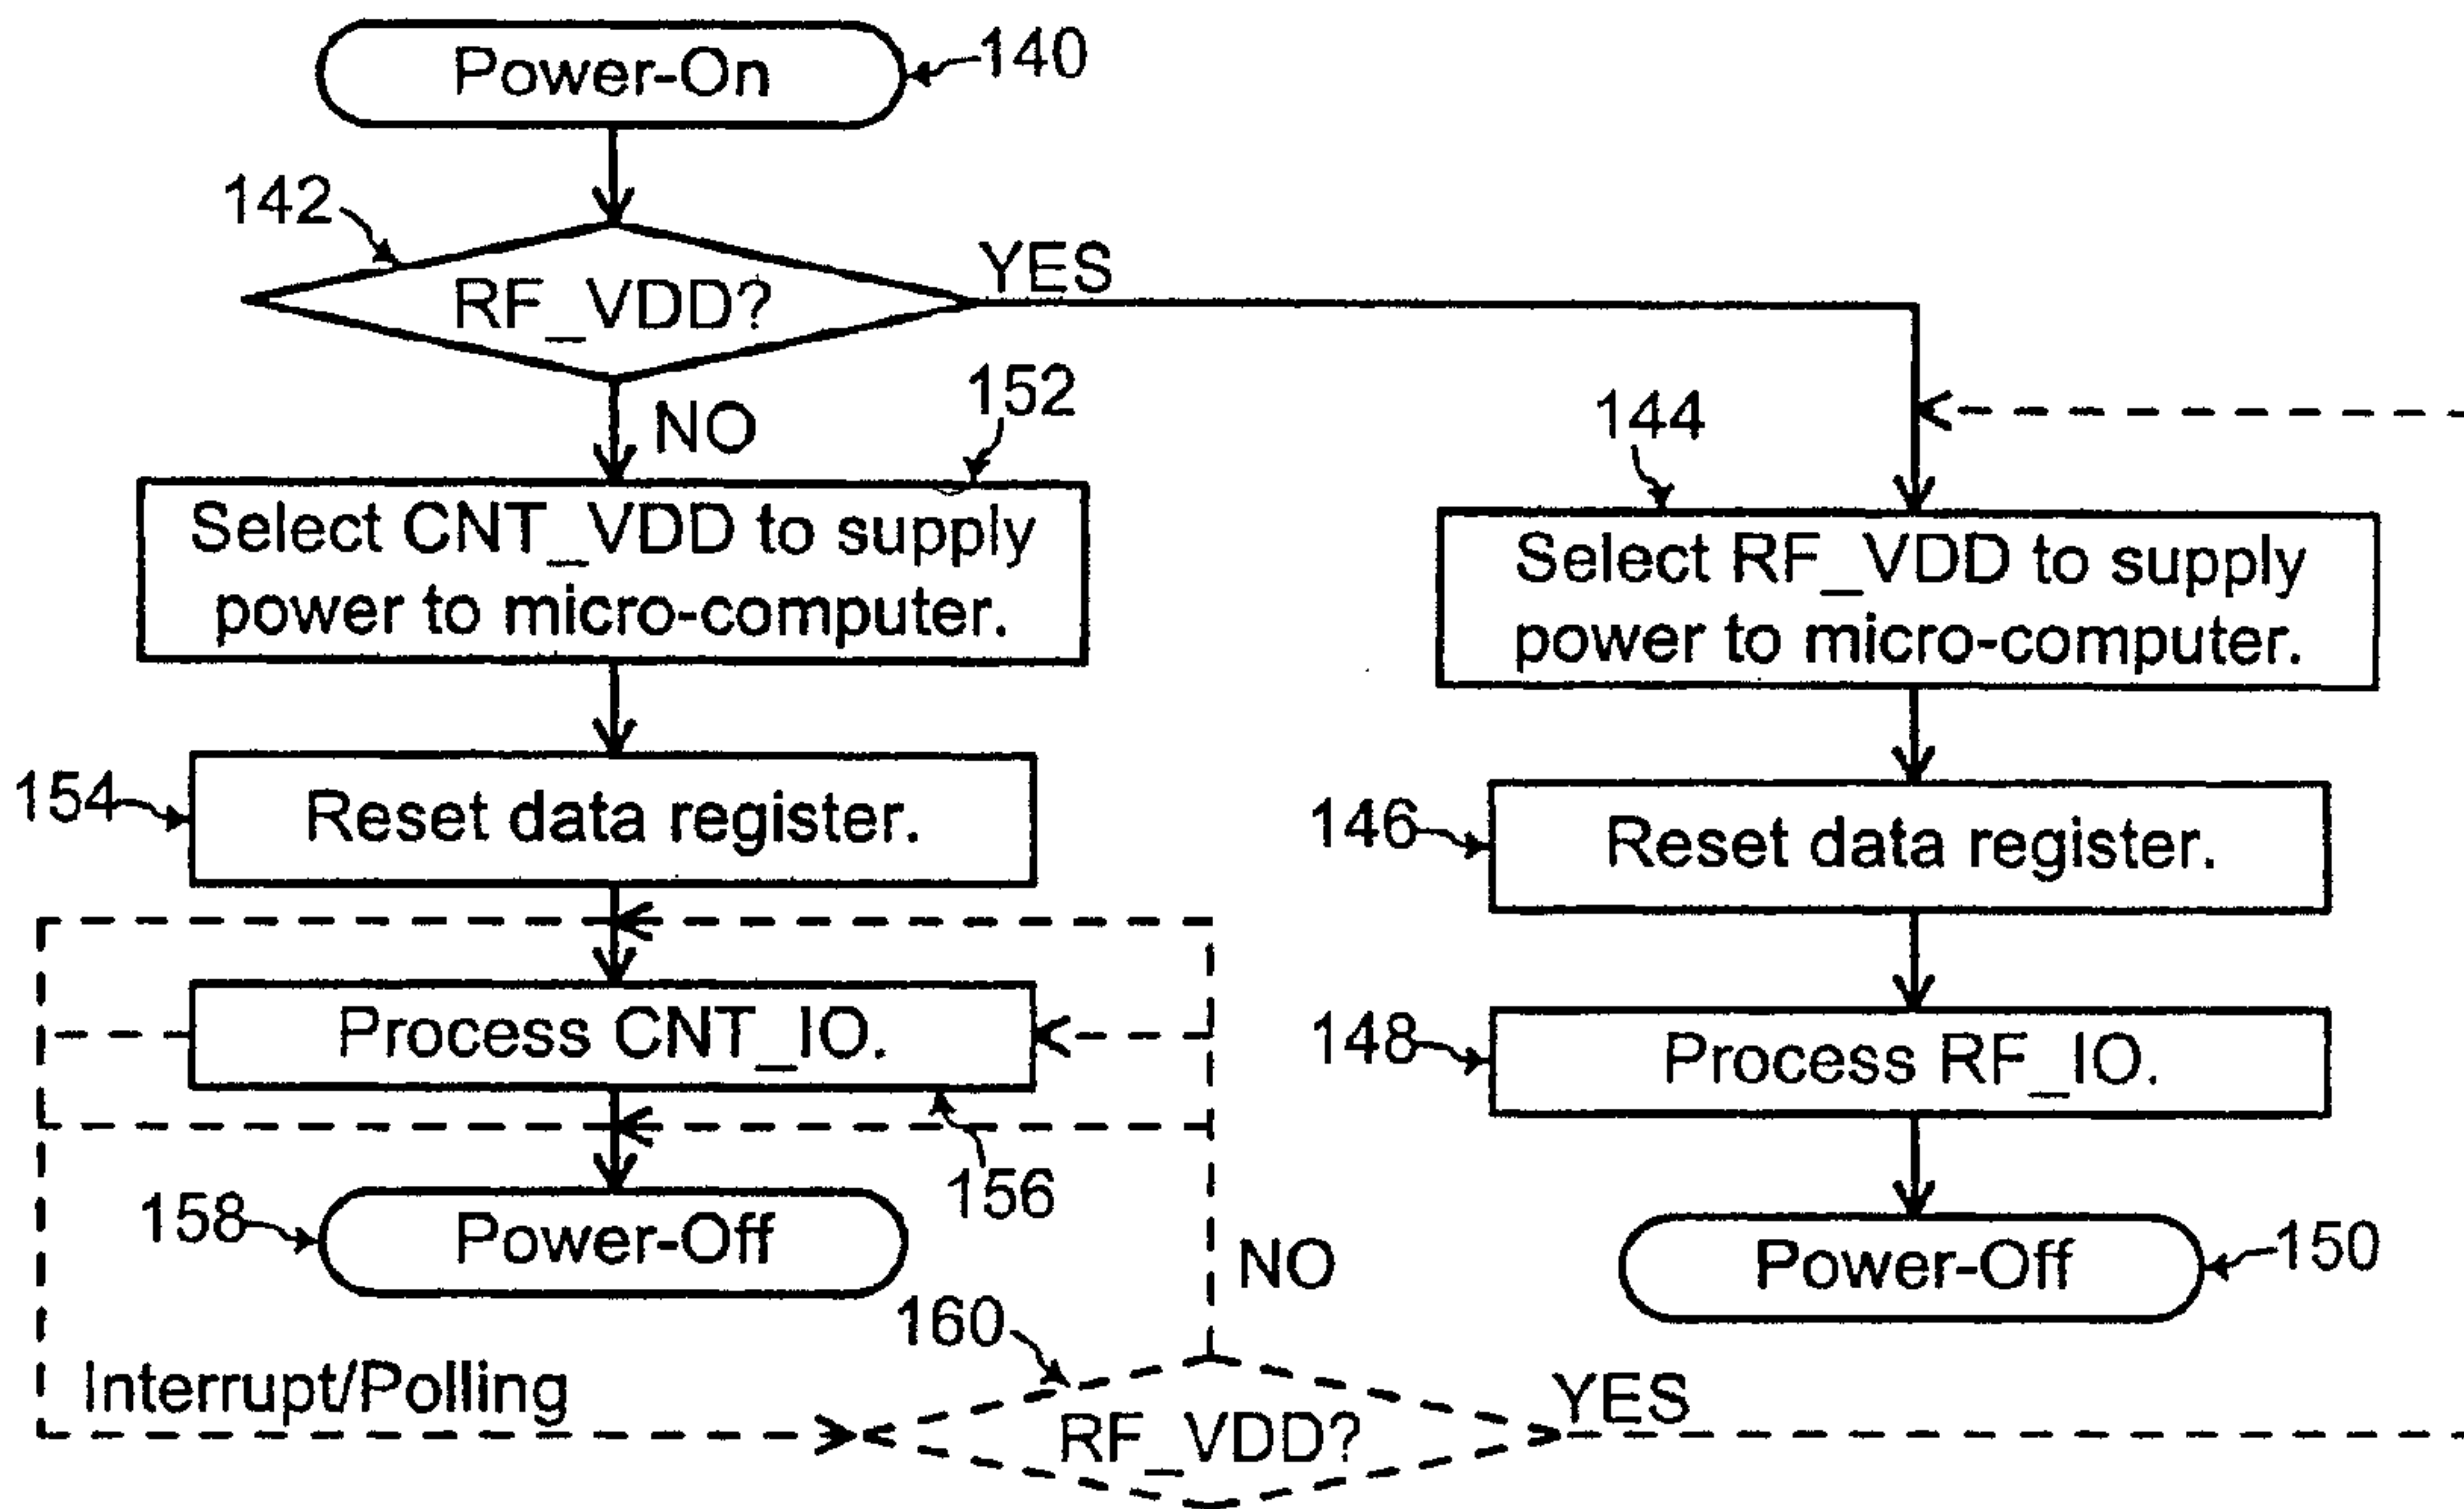 Power-On
140
142
RF_VDD?
YES
NO
152
Select CNT_VDD to supply
power to micro-computer.
144
Select RF_VDD to supply
power to micro-computer.
154
Reset data register.
146
Reset data register.
Process CNT_IO.
156
148
Process RF_IO.
158
Power-Off
Power-Off
150
NO
160
Interrupt/Polling
RF_VDD?
YES